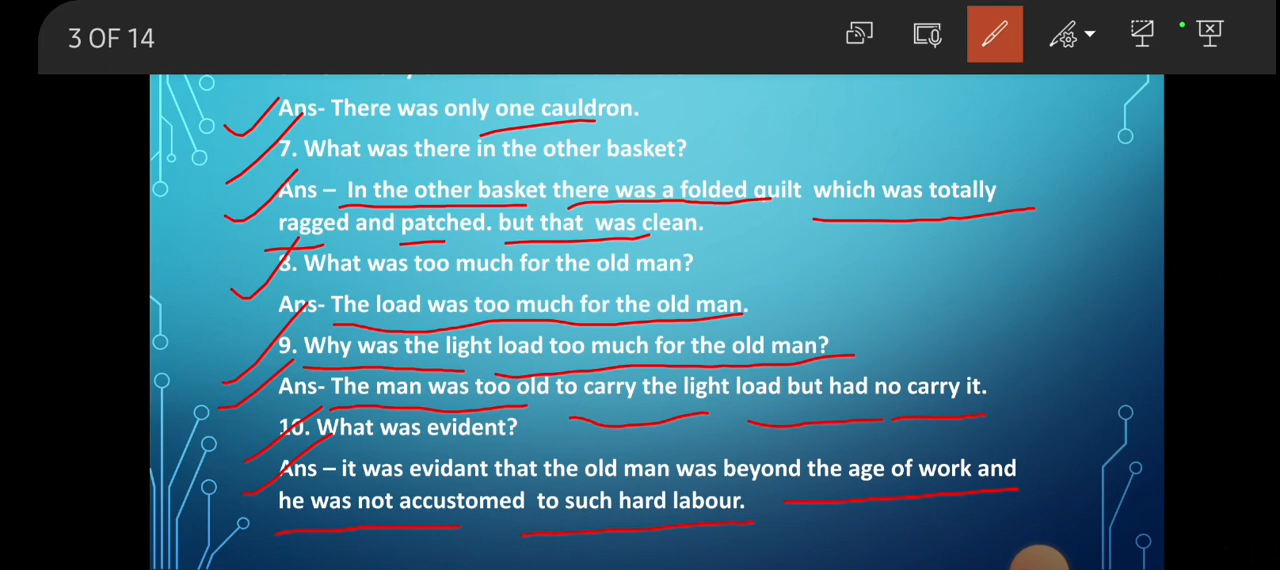 3 OF 14
Ans- There was only one cauldron.
7. What was there in the other basket?
Ans – In the other basket there was a folded quilt which was totally
ragged and patched. but that was clean.
8. What was too much for the old man?
Ans- The load was too much for the old man.
9. Why was the light load too much for the old man?
Ans- The man was too old to carry the light load but had no carry it.
10. What was evident?
Ans – it was evidant that the old man was beyond the age of work and
he was not accustomed to such hard labour.